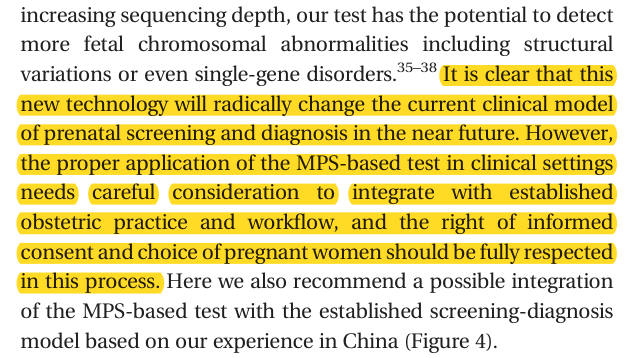 increasing sequencing depth, our test has the potential to detect
more fetal chromosomal abnormalities including structural
variations or even single-gene disorders.35–38 It is clear that this
new technology will radically change the current clinical model
of prenatal screening and diagnosis in the near future. However,
the proper application of the MPS-based test in clinical settings
needs careful consideration to integrate with established
obstetric practice and workflow, and the right of informed
consent and choice of pregnant women should be fully respected
in this process. Here we also recommend a possible integration
of the MPS-based test with the established screening-diagnosis
model based on our experience in China (Figure 4).